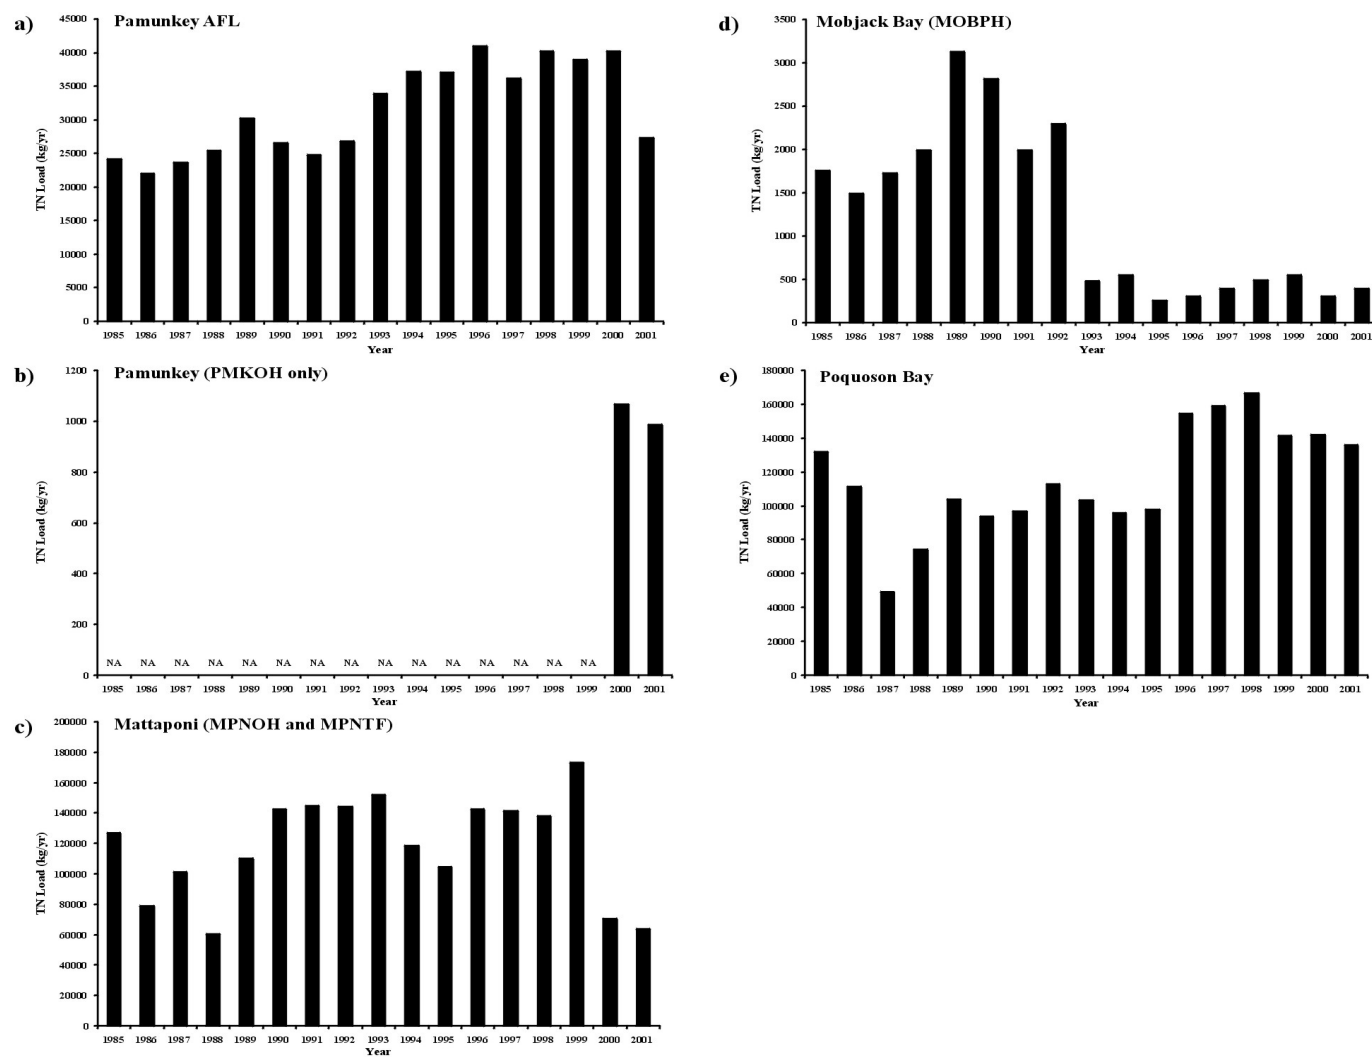 a) Pamunkey AFL
45000
40000
35000
30000
25000
20000
15000
10000
5000
0
TN Load (kg/yr)
1985 1986 1987 1988 1989 1990 1991 1992 1993 1994 1995 1996 1997 1998 1999 2000 2001
Year
b) Pamunkey (PMKOH only)
1200
1000
800
600
400
200
0
TN Load (kg/yr)
NA NA NA NA NA NA NA NA NA NA NA NA NA NA NA
1985 1986 1987 1988 1989 1990 1991 1992 1993 1994 1995 1996 1997 1998 1999 2000 2001
Year
c) Mattaponi (MPNOH and MPNTF)
200000
180000
160000
140000
120000
100000
80000
60000
40000
20000
0
TN Load (kg/yr)
1985 1986 1987 1988 1989 1990 1991 1992 1993 1994 1995 1996 1997 1998 1999 2000 2001
Year
d) Mobjack Bay (MOBPH)
3500
3000
2500
2000
1500
1000
500
0
TN Load (kg/yr)
1985 1986 1987 1988 1989 1990 1991 1992 1993 1994 1995 1996 1997 1998 1999 2000 2001
Year
e) Poquoson Bay
180000
160000
140000
120000
100000
80000
60000
40000
20000
0
TN Load (kg/yr)
1985 1986 1987 1988 1989 1990 1991 1992 1993 1994 1995 1996 1997 1998 1999 2000 2001
Year